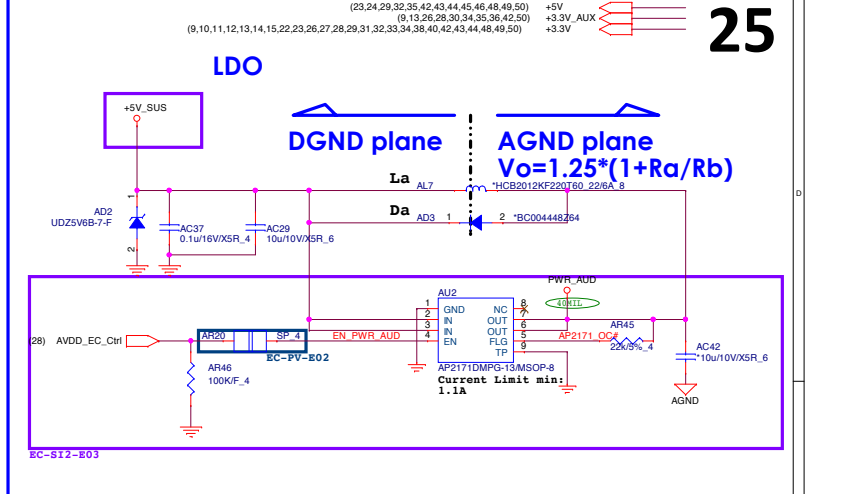 (23,24,29,32,35,42,43,44,45,46,48,49,50) +5V
(9,13,26,28,30,34,35,36,42,50) +3.3V_AUX
(9,10,11,12,13,14,15,22,23,26,27,28,29,31,32,33,34,38,40,42,43,44,48,49,50) +3.3V
25
LDO
+5V_SUS
DGND plane
AGND plane
Vo=1.25*(1+Ra/Rb)
La
AL7
*HCB2012KF220T60_22/6A_8
Da
AD3 1
2 *BC004448Z64
D
1
AD2
UDZ5V6B-7-F
2
AC37
0.1u/16V/X5R_4
AC29
10u/10V/X5R_6
PWR_AUD
40MIL
AU2
1 GND NC 8
2 IN OUT 7
3 IN OUT 6
4 EN FLG 5
TP 9
AP2171DMPG-13/MSOP-8
Current Limit min:
1.1A
28) AVDD_EC_Ctrl
AR20 SP_4
EN_PWR_AUD
EC-PV-E02
AP2171_OC#
AR45
22k/5%_4
AR46
100K/F_4
AC42
*10u/10V/X5R_6
AGND
EC-SI2-E03